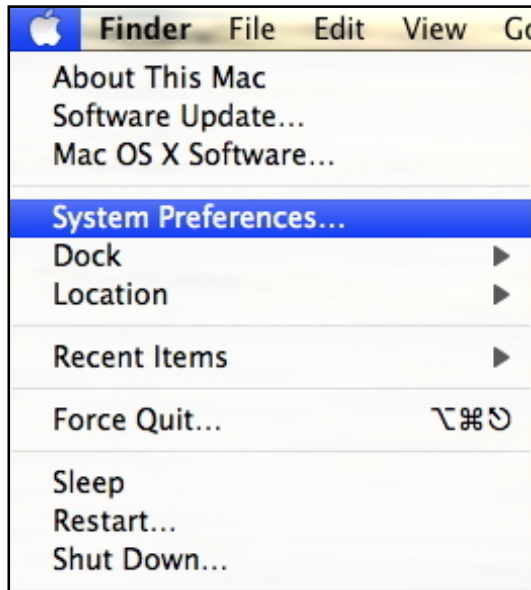 Finder File Edit View Go
About This Mac
Software Update...
Mac OS X Software...
System Preferences...
Dock
Location
Recent Items
Force Quit... ⌥⌘⎋
Sleep
Restart...
Shut Down...